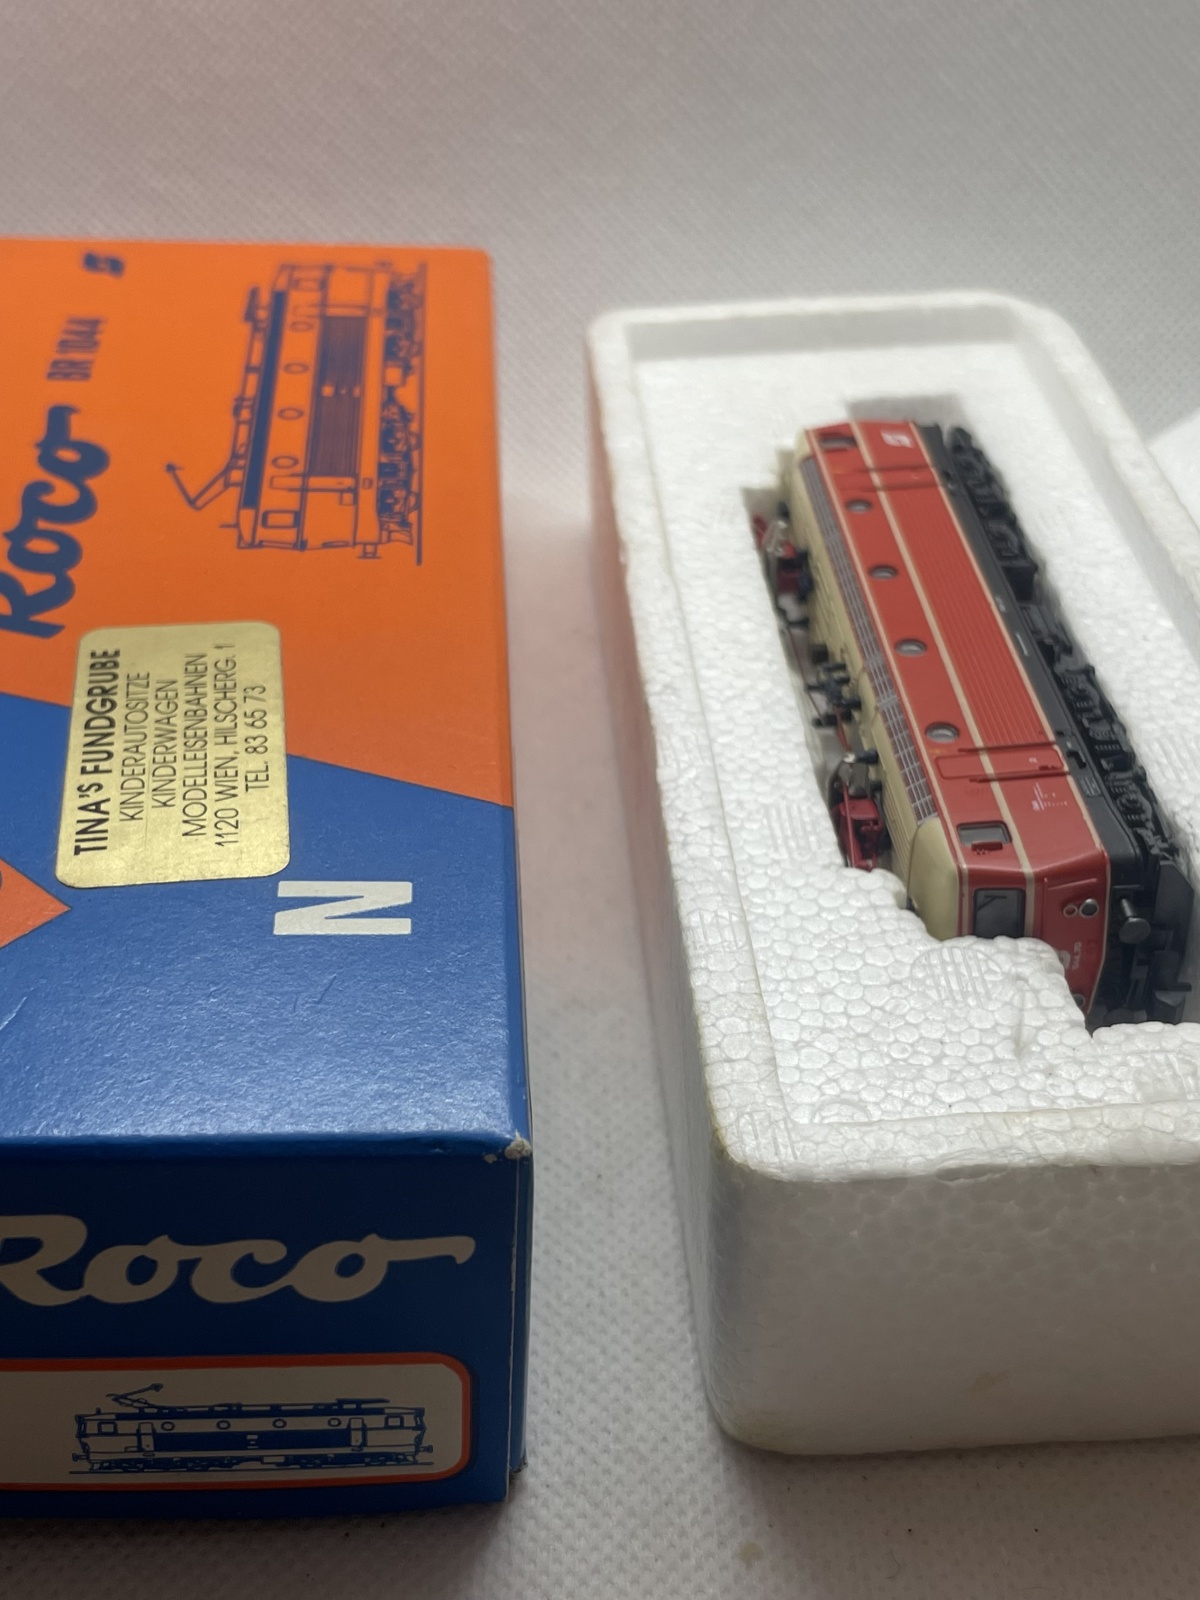 Roco
BR 1044
TINA'S FUNDGRUBE
KINDERAUTOSITZE
KINDERWAGEN
MODELLEISENBAHNEN
1120 WIEN, HILSCHERG. 1
TEL. 83 65 73
N
Roco